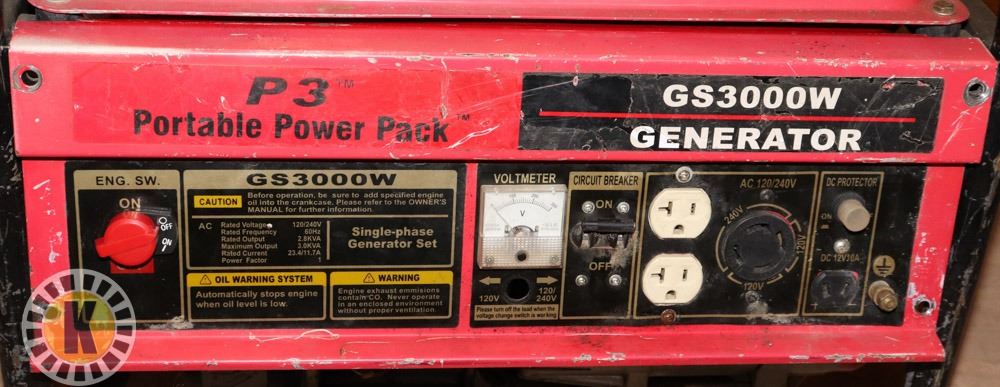 P3™
Portable Power Pack™
GS3000W
GENERATOR
ENG. SW.
ON
OFF
ON
GS3000W
CAUTION
Before operation, be sure to add specified engine
oil into the crankcase. Please refer to the OWNER'S
MANUAL for further information.
AC
Rated Voltage 120/240V
Rated Frequency 60Hz
Rated Output 2.8KVA
Maximum Output 3.0KVA
Rated Current 23.4/11.7A
Power Factor 1
Single-phase
Generator Set
OIL WARNING SYSTEM
Automatically stops engine
when oil level is low.
WARNING
Engine exhaust emmisions
contain CO. Never operate
in an enclosed environment
without proper ventilation.
VOLTMETER
V
120V
120/
240V
Please turn off the load when the
voltage change switch is working
CIRCUIT BREAKER
ON
OFF
AC 120/240V
240V
120V
120V
DC PROTECTOR
ON
DC 12V 10A
K